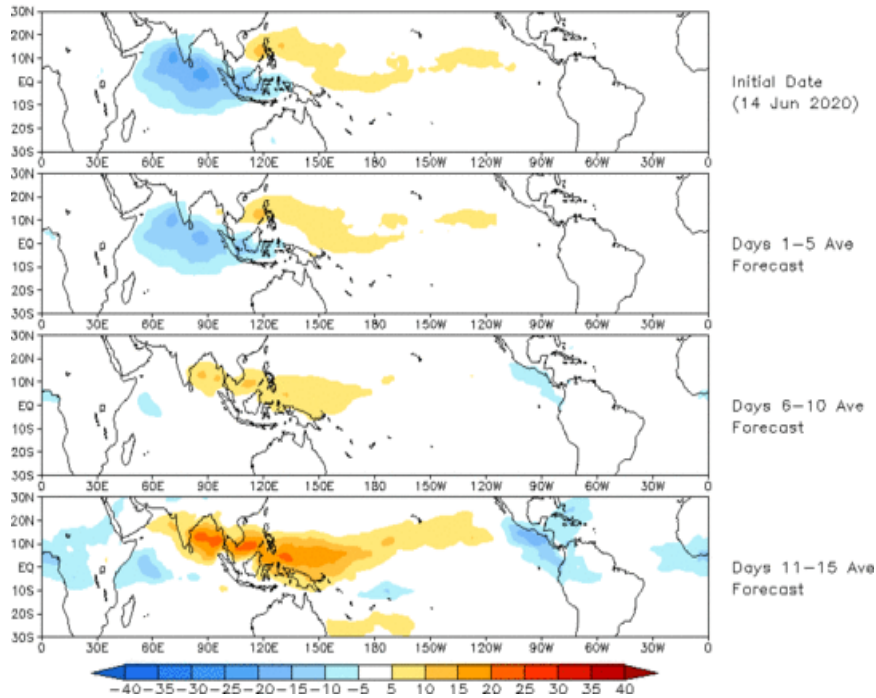 30N
20N
10N
EQ
10S
20S
30S
0 30E 60E 90E 120E 150E 180 150W 120W 90W 60W 30W 0
Initial Date
(14 Jun 2020)
30N
20N
10N
EQ
10S
20S
30S
0 30E 60E 90E 120E 150E 180 150W 120W 90W 60W 30W 0
Days 1-5 Ave
Forecast
30N
20N
10N
EQ
10S
20S
30S
0 30E 60E 90E 120E 150E 180 150W 120W 90W 60W 30W 0
Days 6-10 Ave
Forecast
30N
20N
10N
EQ
10S
20S
30S
0 30E 60E 90E 120E 150E 180 150W 120W 90W 60W 30W 0
Days 11-15 Ave
Forecast
-40 -35 -30 -25 -20 -15 -10 -5 5 10 15 20 25 30 35 40